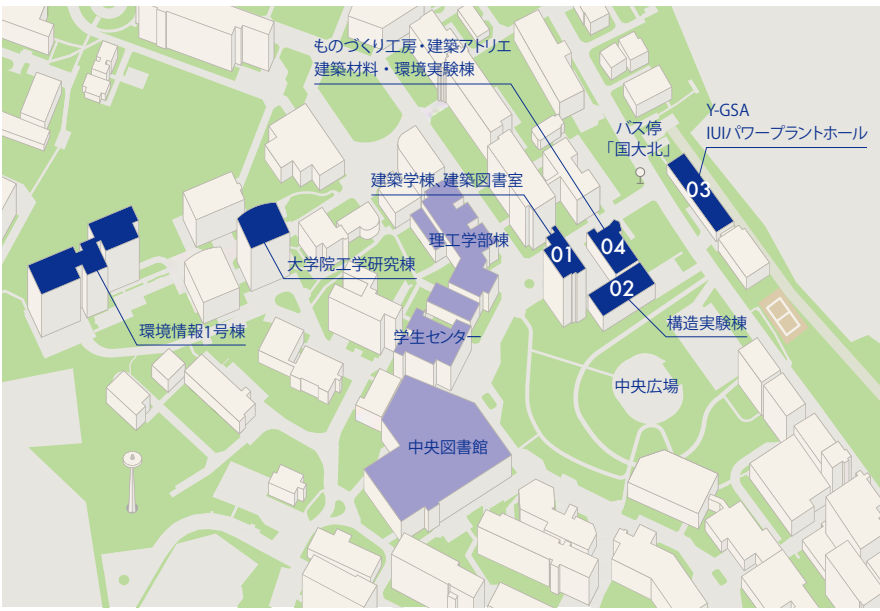 ものづくり工房・建築アトリエ
建築材料・環境実験棟
Y-GSA
IUIパワープラントホール
バス停
「国大北」
建築学棟、建築図書室
03
理工学部棟
01
04
大学院工学研究棟
02
環境情報1号棟
構造実験棟
学生センター
中央広場
中央図書館